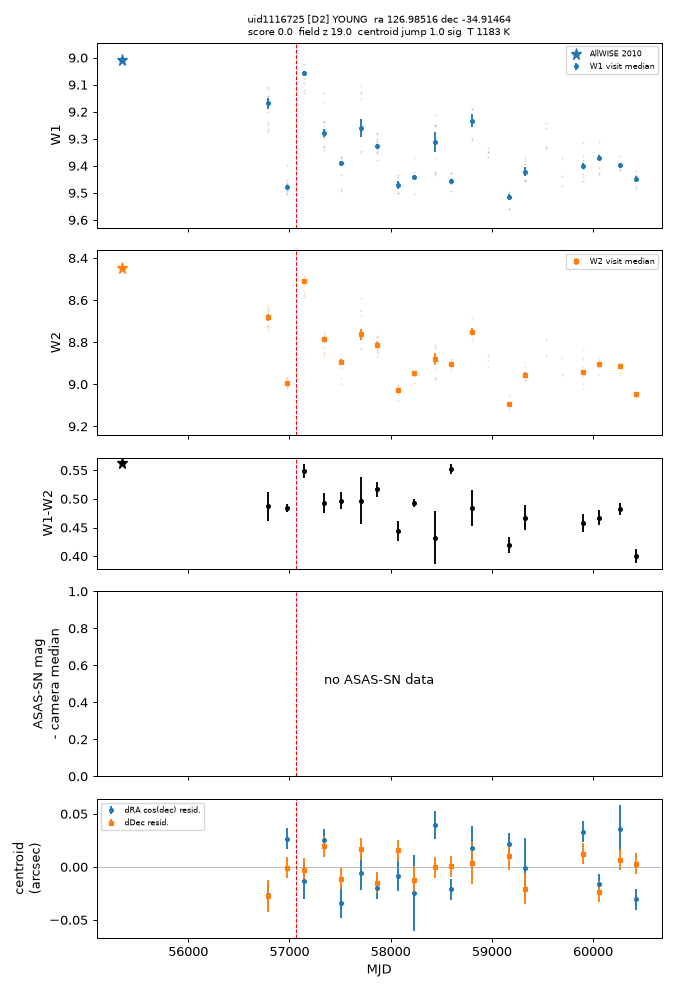 uid1116725 [D2] YOUNG  ra 126.98516 dec -34.91464
score 0.0  field z 19.0  centroid jump 1.0 sig  T 1183 K
9.0
9.1
9.2
9.3
9.4
9.5
9.6
W1
AllWISE 2010
W1 visit median
8.4
8.6
8.8
9.0
9.2
W2
W2 visit median
0.55
0.50
0.45
0.40
W1-W2
1.0
0.8
0.6
0.4
0.2
0.0
ASAS-SN mag
- camera median
no ASAS-SN data
0.05
0.00
−0.05
centroid
(arcsec)
dRA cos(dec) resid.
dDec resid.
56000
57000
58000
59000
60000
MJD